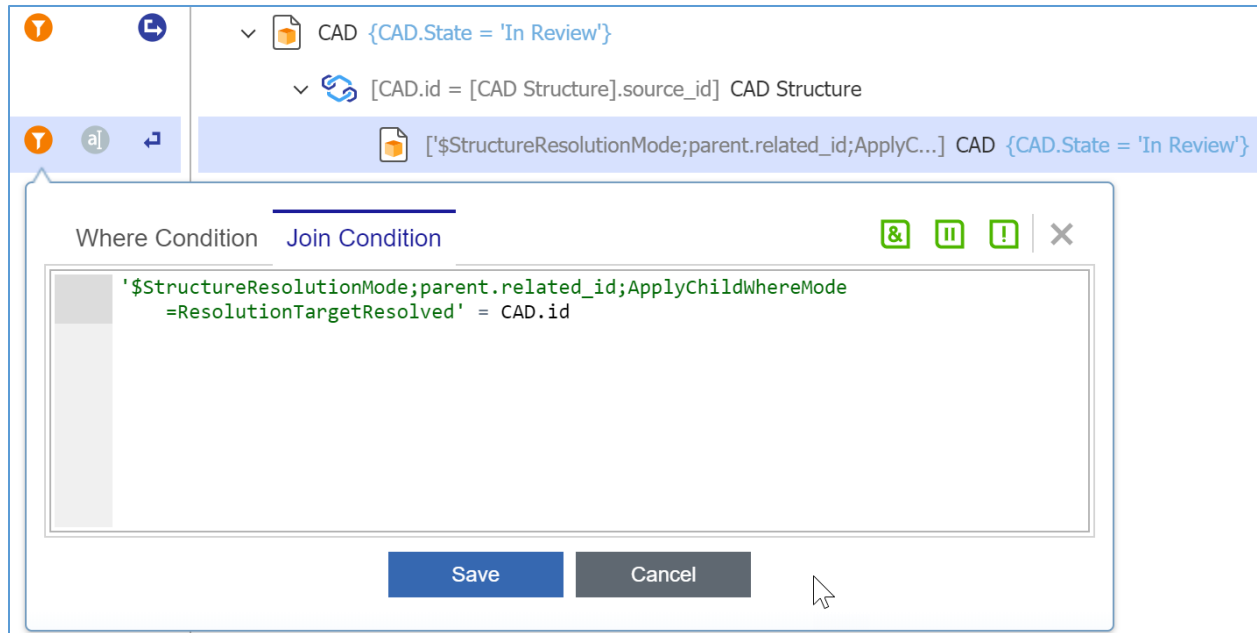 CAD {CAD.State = 'In Review'}
[CAD.id = [CAD Structure].source_id] CAD Structure
a ['$StructureResolutionMode;parent.related_id;ApplyC...] CAD {CAD.State = 'In Review'}
Where Condition Join Condition & !
'$StructureResolutionMode;parent.related_id;ApplyChildWhereMode
=ResolutionTargetResolved' = CAD.id
Save Cancel